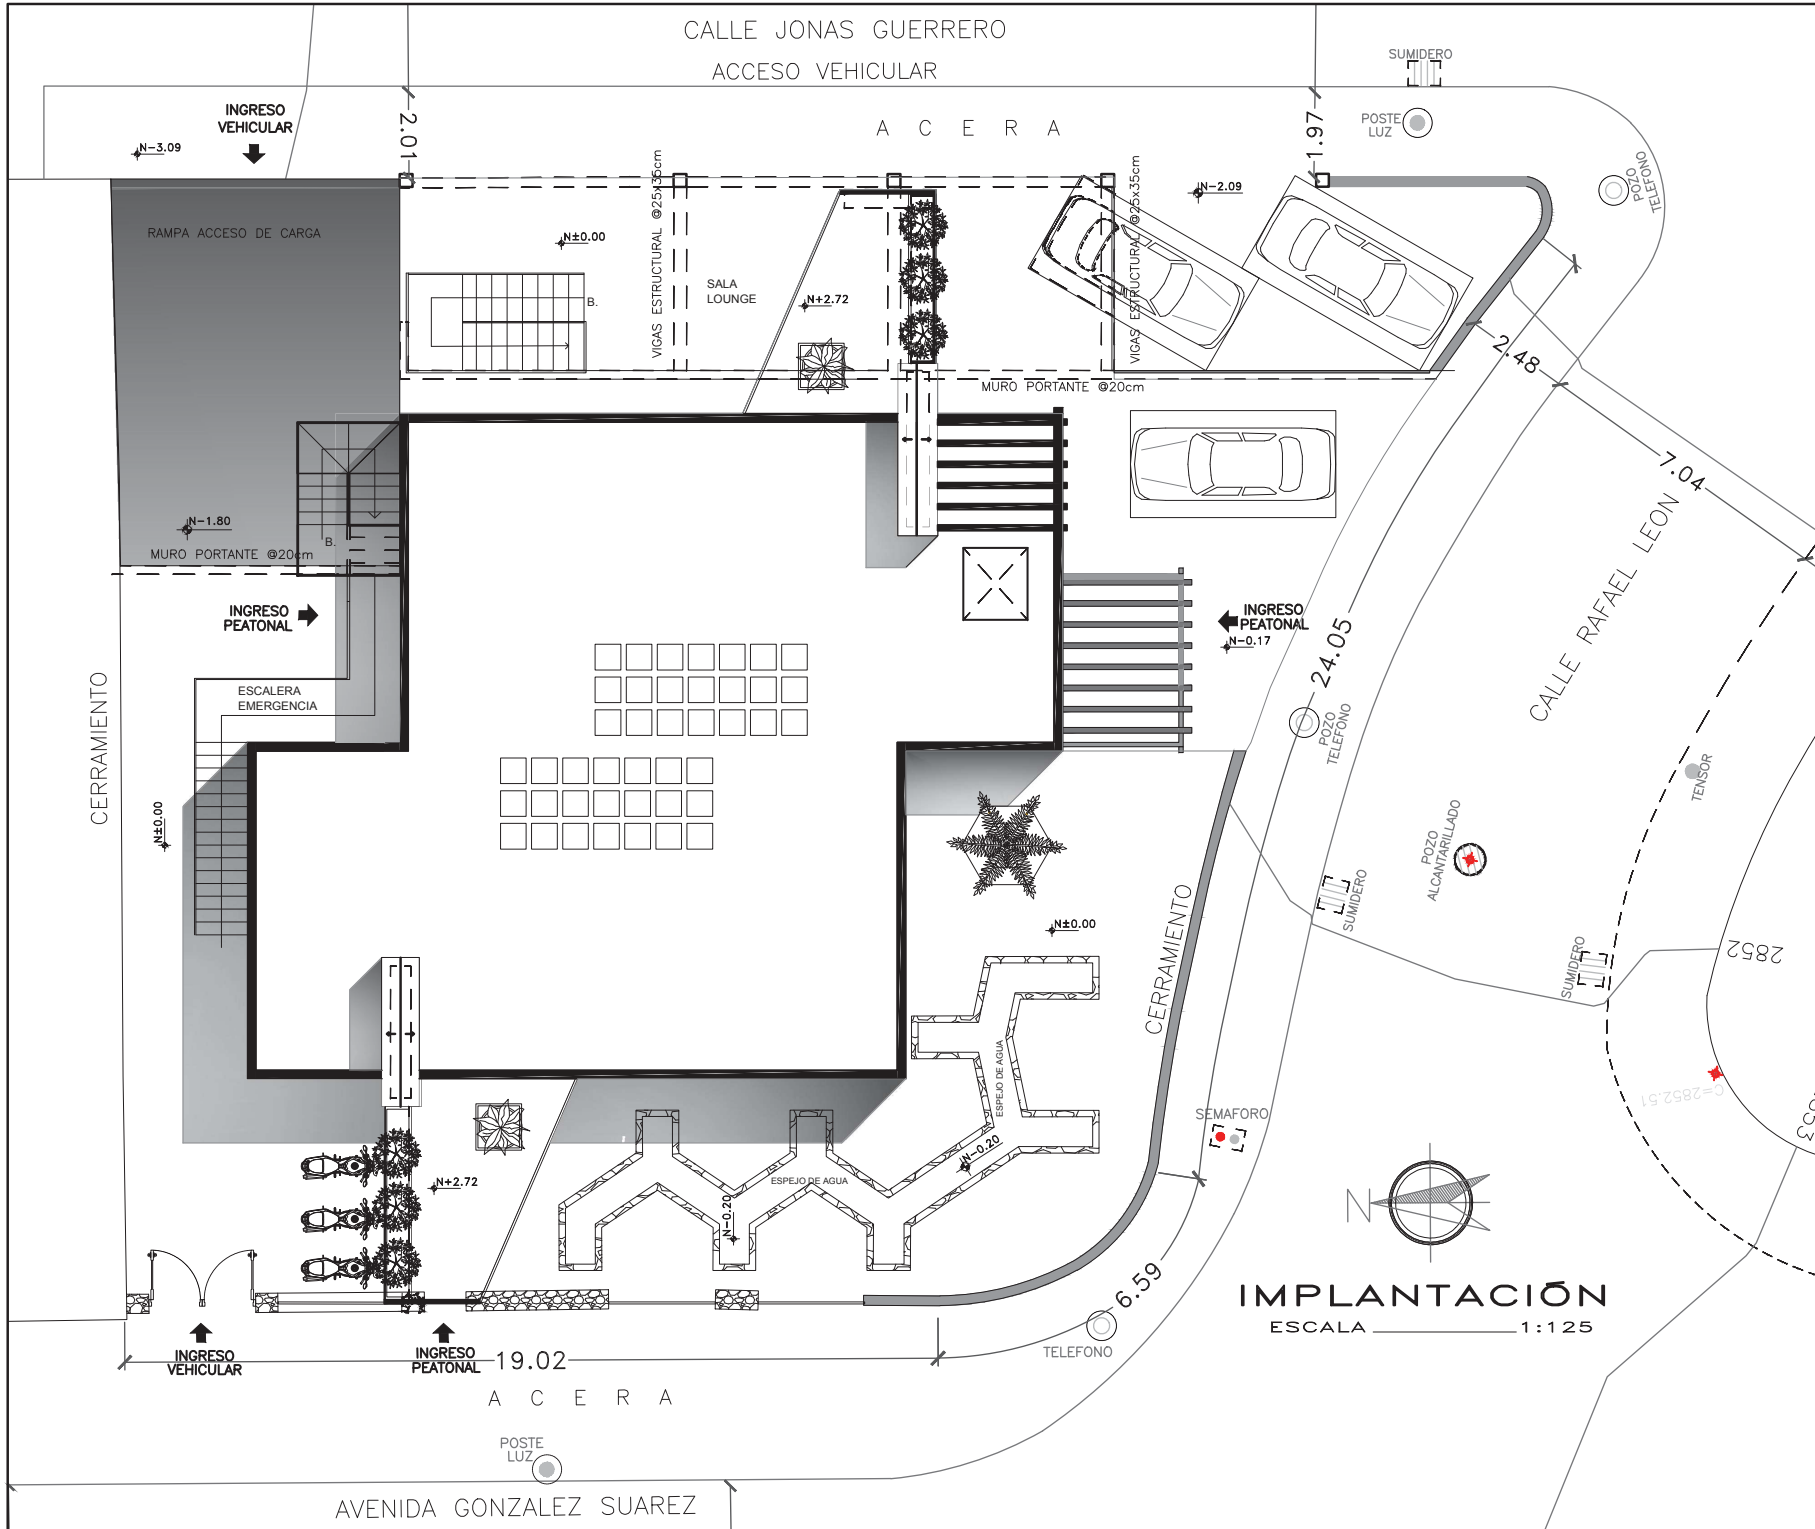 CALLE JONAS GUERRERO
ACCESO VEHICULAR
SUMIDERO
INGRESO
VEHICULAR
2.01
A C E R A
1.97
POSTE
LUZ
N-3.09
POZO
TELEFONO
N-2.09
RAMPA ACCESO DE CARGA
N±0.00
VIGAS ESTRUCTURAL @25x35cm
SALA
LOUNGE
N+2.72
VIGAS ESTRUCTURAL @25x35cm
B.
2.48
MURO PORTANTE @20cm
7.04
N-1.80
B.
MURO PORTANTE @20cm
INGRESO
PEATONAL
INGRESO
PEATONAL
N-0.17
24.05
CALLE RAFAEL LEON
ESCALERA
EMERGENCIA
CERRAMIENTO
POZO
TELEFONO
TENSOR
N±0.00
POZO
ALCANTARILLADO
SUMIDERO
N±0.00
CERRAMIENTO
2852
SUMIDERO
ESPEJO DE AGUA
C=2852.51
SEMAFORO
N-0.20
N+2.72
ESPEJO DE AGUA
N-0.20
N
6.59
IMPLANTACIÓN
ESCALA 1:125
TELEFONO
INGRESO
VEHICULAR
INGRESO
PEATONAL
19.02
A C E R A
POSTE
LUZ
AVENIDA GONZALEZ SUAREZ